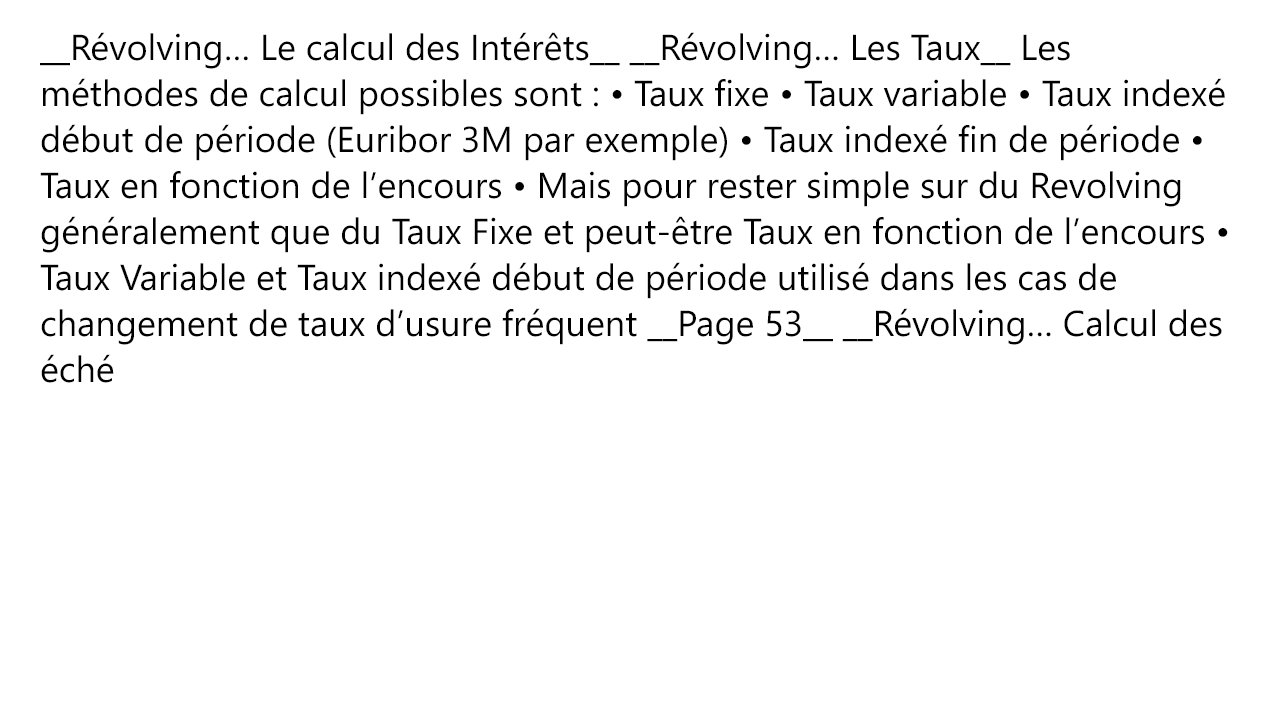 __Révolving… Le calcul des Intérêts__ __Révolving… Les Taux__ Les
méthodes de calcul possibles sont : • Taux fixe • Taux variable • Taux indexé
début de période (Euribor 3M par exemple) • Taux indexé fin de période •
Taux en fonction de l’encours • Mais pour rester simple sur du Revolving
généralement que du Taux Fixe et peut-être Taux en fonction de l’encours •
Taux Variable et Taux indexé début de période utilisé dans les cas de
changement de taux d’usure fréquent __Page 53__ __Révolving… Calcul des
éché